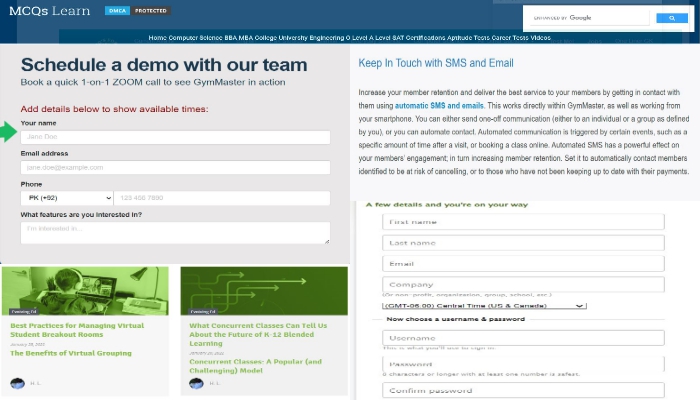 MCQs Learn
DMCA PROTECTED
ENHANCED BY Google
Home Computer Science BBA MBA College University Engineering O Level A Level SAT Certifications Aptitude Tests Career Tests Videos
Schedule a demo with our team
Book a quick 1-on-1 ZOOM call to see GymMaster in action
Add details below to show available times:
Your name
Jane Doe
Email address
jane.doe@example.com
Phone
PK (+92)
123 400 7890
What features are you interested in?
I'm interested in...
Keep In Touch with SMS and Email
Increase your member retention and deliver the best service to your members by getting in contact with
them using automatic SMS and emails. This works directly within GymMaster, as well as working from
your smartphone. You can either send one-off communication (either to an individual or a group as defined
by you), or you can automate contact. Automated communication is triggered by certain events, such as a
specific amount of time after a visit, or booking a class online. Automated SMS has a powerful effect on
your members' engagement; in turn increasing member retention. Set it to automatically contact members
identified to be at risk of cancelling, or to those who have not been keeping up to date with their payments.
Best Practices for Managing Virtual
Student Breakout Rooms
The Benefits of Virtual Grouping
H. L.
What Concurrent Classes Can Tell Us
About the Future of K-12 Blended
Learning
Concurrent Classes: A Popular (and
Challenging) Model
H. L.
A few details and you're on your way
First name
Last name
Email
Company
(Or non-profit, organization, group, school, etc.)
(GMT-06:00) Central Time (US & Canada)
Now choose a username & password
Username
This is what you'll use to sign in.
Password
6 characters or longer with at least one number is safest.
Confirm password